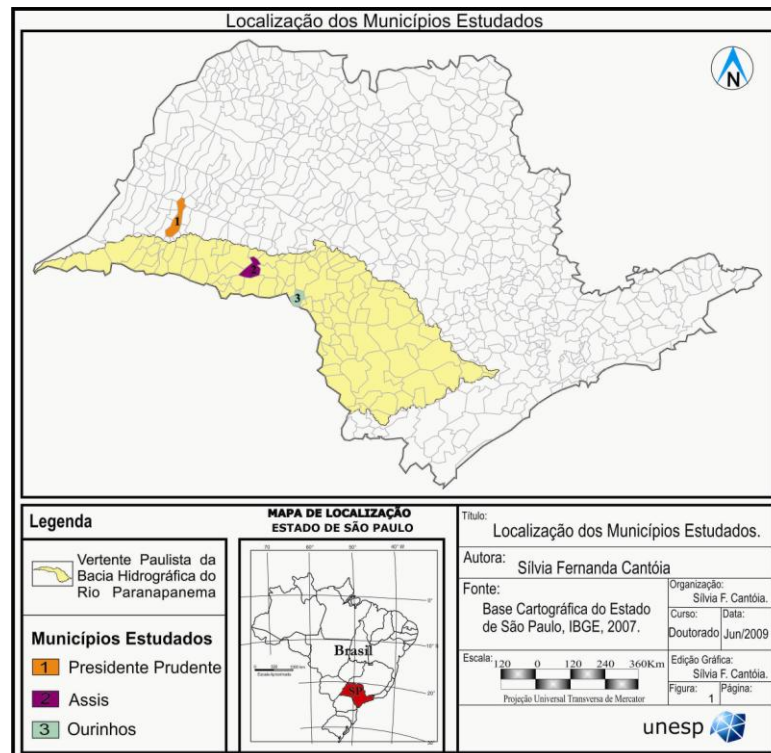 Localização dos Municípios Estudados
N
1
2
3
Legenda
Vertente Paulista da
Bacia Hidrográfica do
Rio Paranapanema
Municípios Estudados
1 Presidente Prudente
2 Assis
3 Ourinhos
MAPA DE LOCALIZAÇÃO
ESTADO DE SÃO PAULO
Brasil
SP
Título:
Localização dos Municípios Estudados.
Autora:
Sílvia Fernanda Cantóia
Fonte:
Base Cartográfica do Estado
de São Paulo, IBGE, 2007.
Organização:
Sílvia F. Cantóia.
Curso:
Doutorado
Data:
Jun/2009
Escala:
120 0 120 240 360Km
Projeção Universal Transversa de Mercator
Edição Gráfica:
Sílvia F. Cantóia.
Figura:
1
Página:
unesp